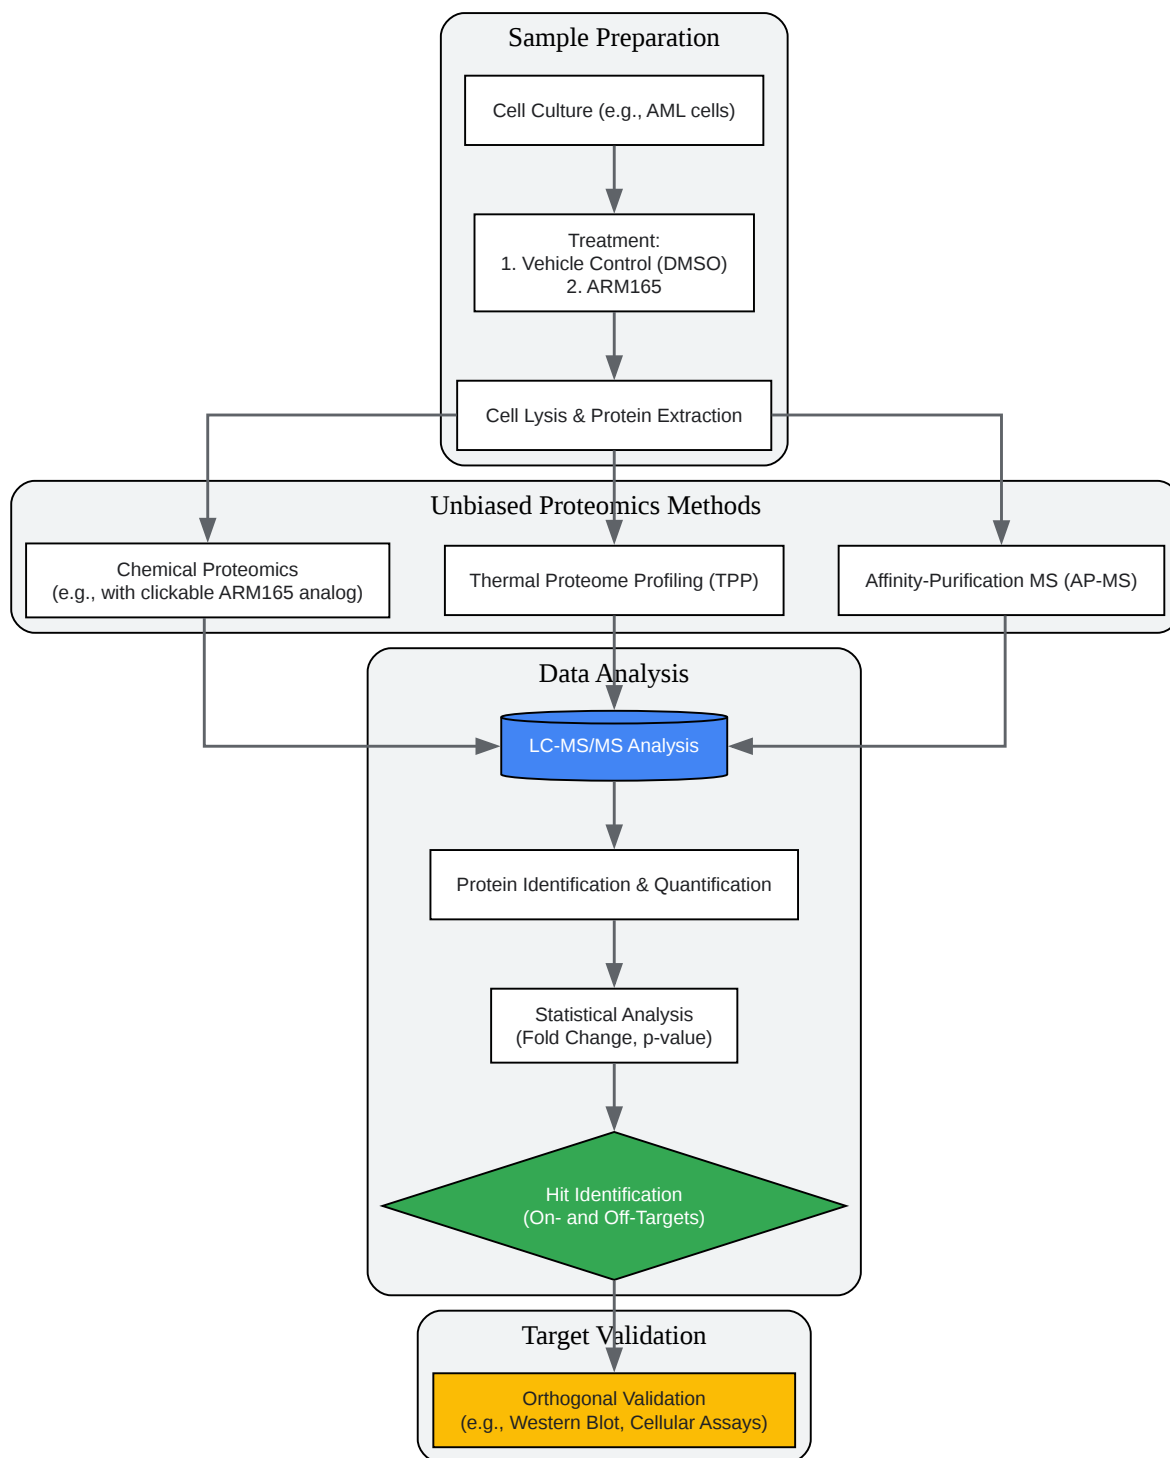 Sample Preparation
Cell Culture (e.g., AML cells)
Treatment:
1. Vehicle Control (DMSO)
2. ARM165
Cell Lysis & Protein Extraction
Unbiased Proteomics Methods
Chemical Proteomics
(e.g., with clickable ARM165 analog)
Thermal Proteome Profiling (TPP)
Affinity-Purification MS (AP-MS)
Data Analysis
LC-MS/MS Analysis
Protein Identification & Quantification
Statistical Analysis
(Fold Change, p-value)
Hit Identification
(On- and Off-Targets)
Target Validation
Orthogonal Validation
(e.g., Western Blot, Cellular Assays)